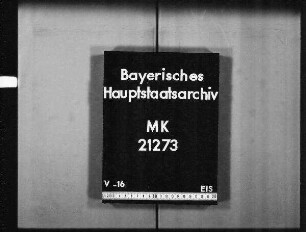 Bayerisches
Hauptstaatsarchiv
MK
21273
V -16 EIS